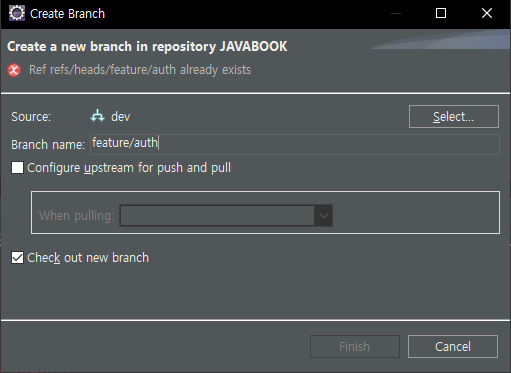 Create Branch
Create a new branch in repository JAVABOOK
Ref refs/heads/feature/auth already exists
Source: dev Select...
Branch name: feature/auth
Configure upstream for push and pull
When pulling:
Check out new branch
Finish Cancel